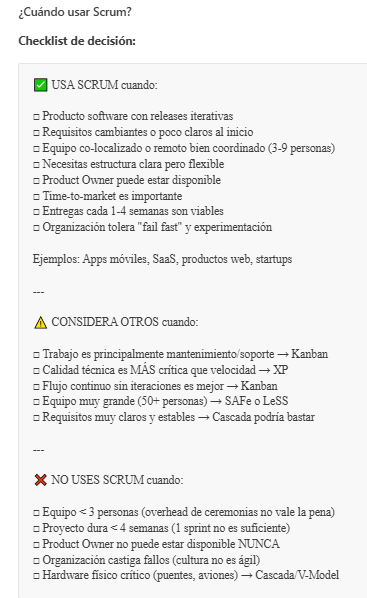 ¿Cuándo usar Scrum?
Checklist de decisión:
✅ USA SCRUM cuando:
□ Producto software con releases iterativas
□ Requisitos cambiantes o poco claros al inicio
□ Equipo co-localizado o remoto bien coordinado (3-9 personas)
□ Necesitas estructura clara pero flexible
□ Product Owner puede estar disponible
□ Time-to-market es importante
□ Entregas cada 1-4 semanas son viables
□ Organización tolera "fail fast" y experimentación
Ejemplos: Apps móviles, SaaS, productos web, startups
---
⚠️ CONSIDERA OTROS cuando:
□ Trabajo es principalmente mantenimiento/soporte → Kanban
□ Calidad técnica es MÁS crítica que velocidad → XP
□ Flujo continuo sin iteraciones es mejor → Kanban
□ Equipo muy grande (50+ personas) → SAFe o LeSS
□ Requisitos muy claros y estables → Cascada podría bastar
---
❌ NO USES SCRUM cuando:
□ Equipo < 3 personas (overhead de ceremonias no vale la pena)
□ Proyecto dura < 4 semanas (1 sprint no es suficiente)
□ Product Owner no puede estar disponible NUNCA
□ Organización castiga fallos (cultura no es ágil)
□ Hardware físico crítico (puentes, aviones) → Cascada/V-Model